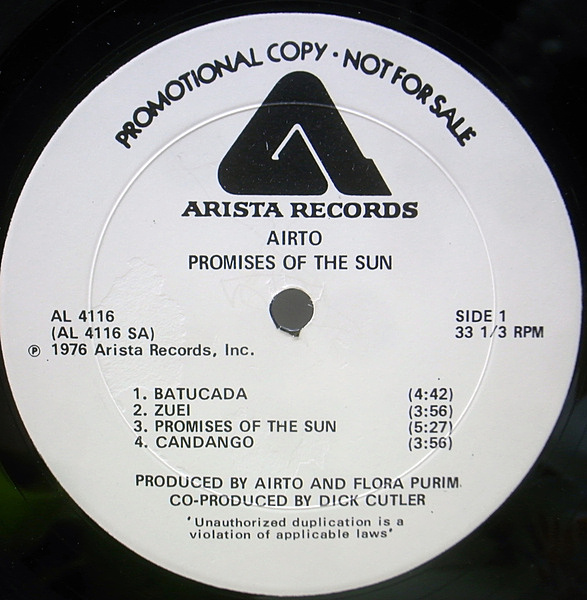 PROMOTIONAL COPY · NOT FOR SALE
ARISTA RECORDS
AIRTO
PROMISES OF THE SUN
AL 4116
(AL 4116 SA)
℗ 1976 Arista Records, Inc.
SIDE 1
33 1/3 RPM
1. BATUCADA (4:42)
2. ZUEI (3:56)
3. PROMISES OF THE SUN (5:27)
4. CANDANGO (3:56)
PRODUCED BY AIRTO AND FLORA PURIM.
CO-PRODUCED BY DICK CUTLER
"Unauthorized duplication is a
violation of applicable laws"